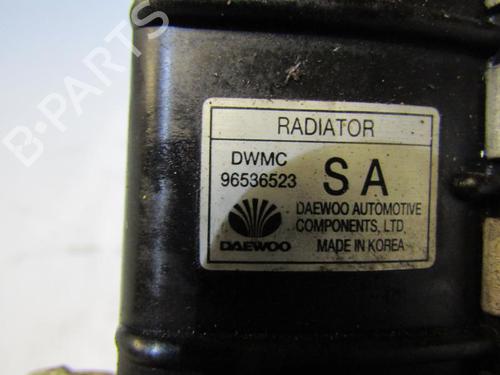 B-PARTS
RADIATOR
DWMC
96536523
SA
DAEWOO
DAEWOO AUTOMOTIVE
COMPONENTS, LTD.
MADE IN KOREA